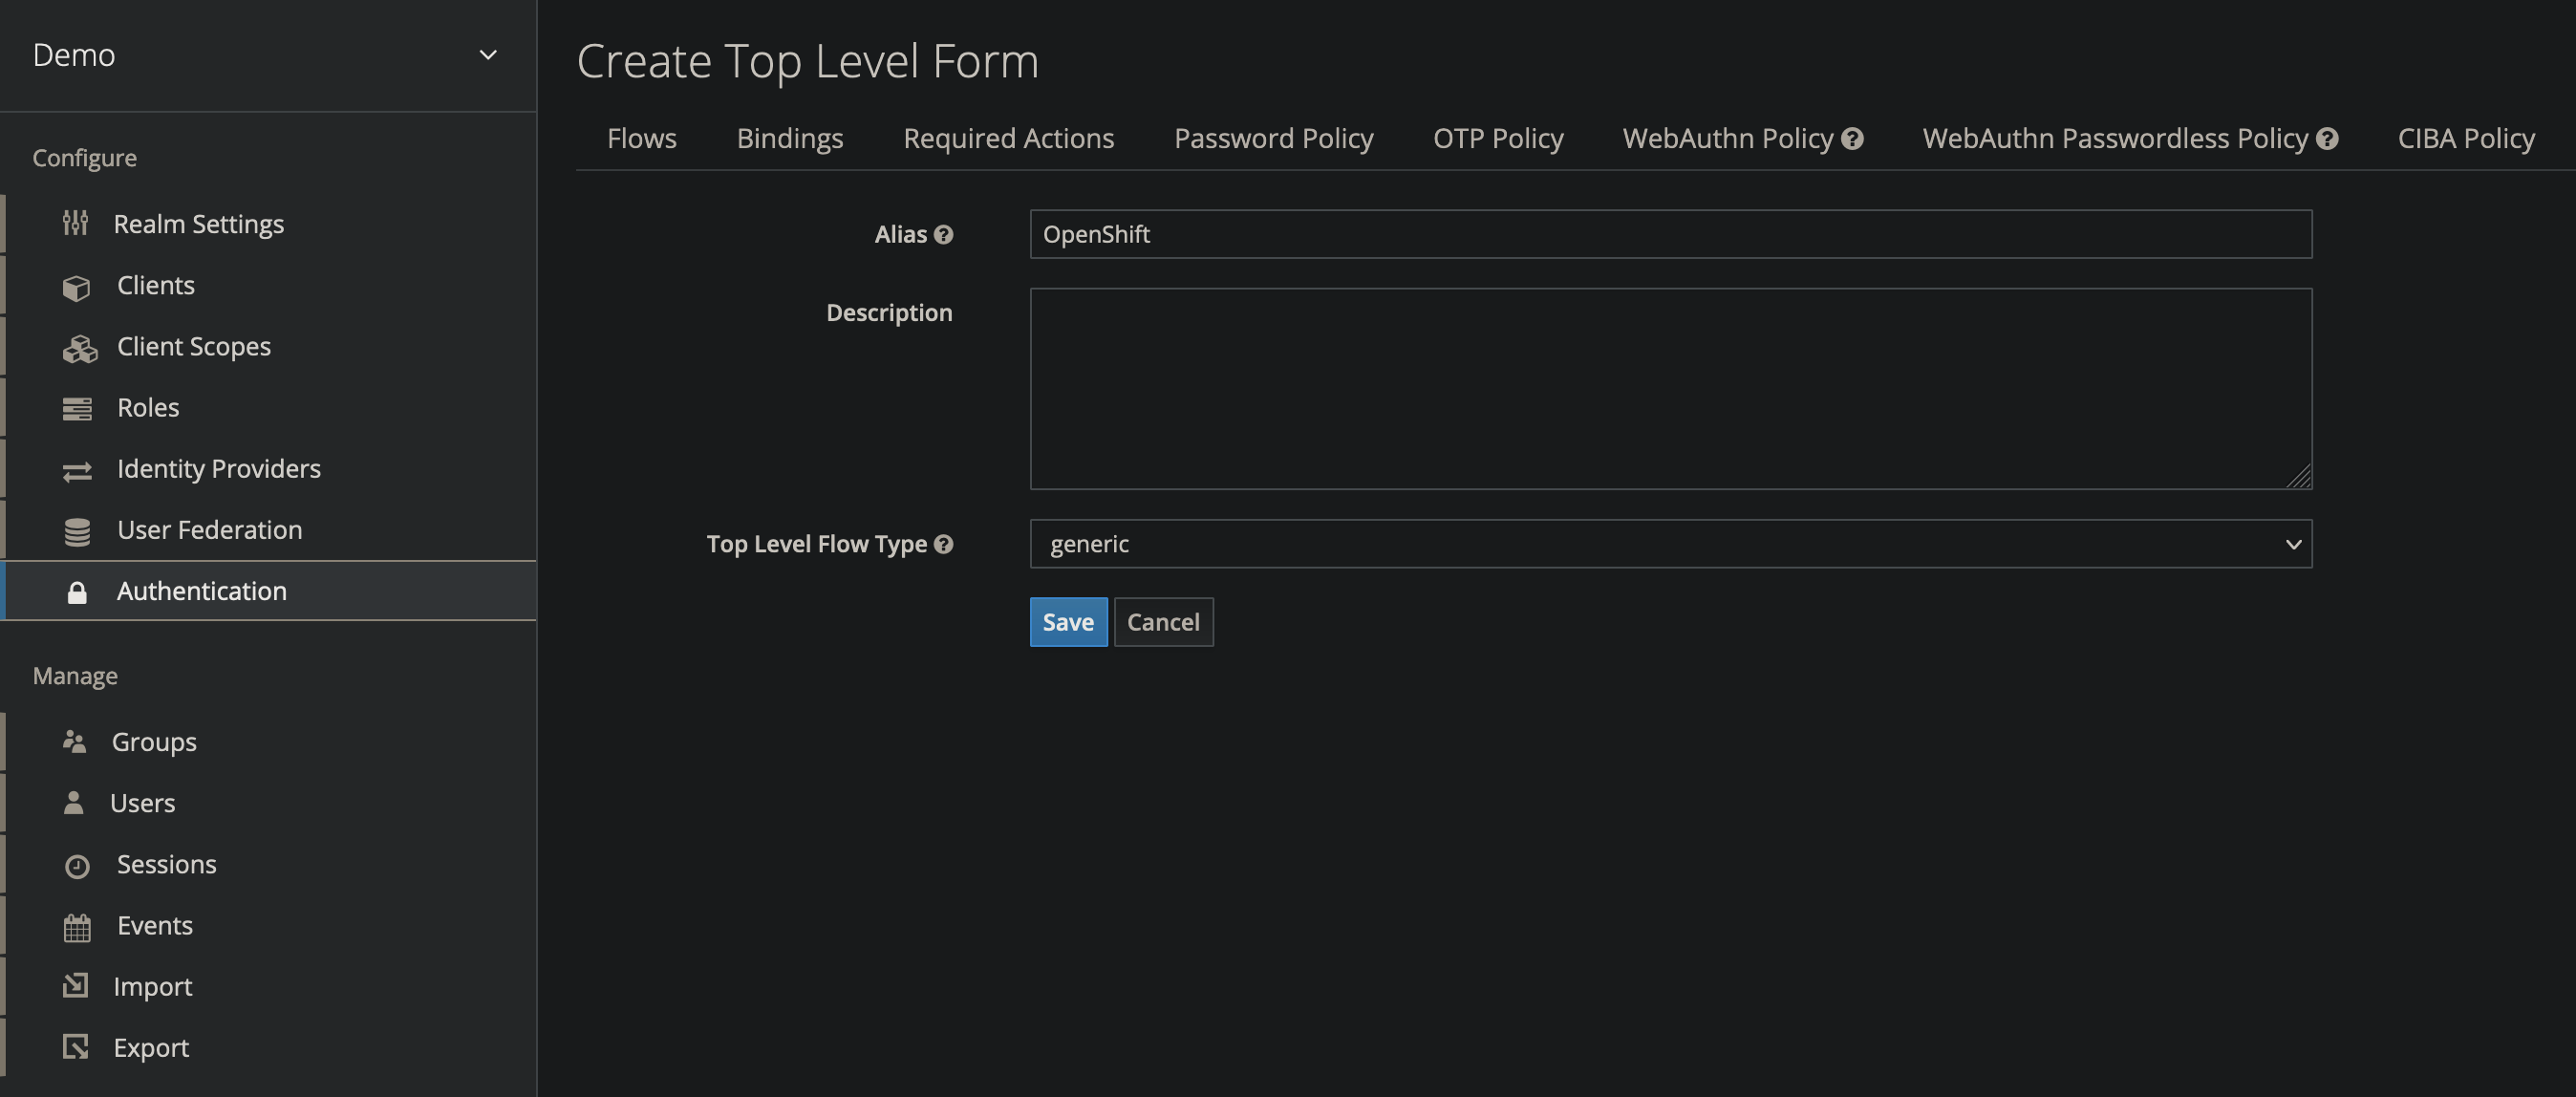 Demo
Configure
Realm Settings
Clients
Client Scopes
Roles
Identity Providers
User Federation
Authentication
Manage
Groups
Users
Sessions
Events
Import
Export
Create Top Level Form
Flows Bindings Required Actions Password Policy OTP Policy WebAuthn Policy WebAuthn Passwordless Policy CIBA Policy
Alias OpenShift
Description
Top Level Flow Type generic
Save Cancel